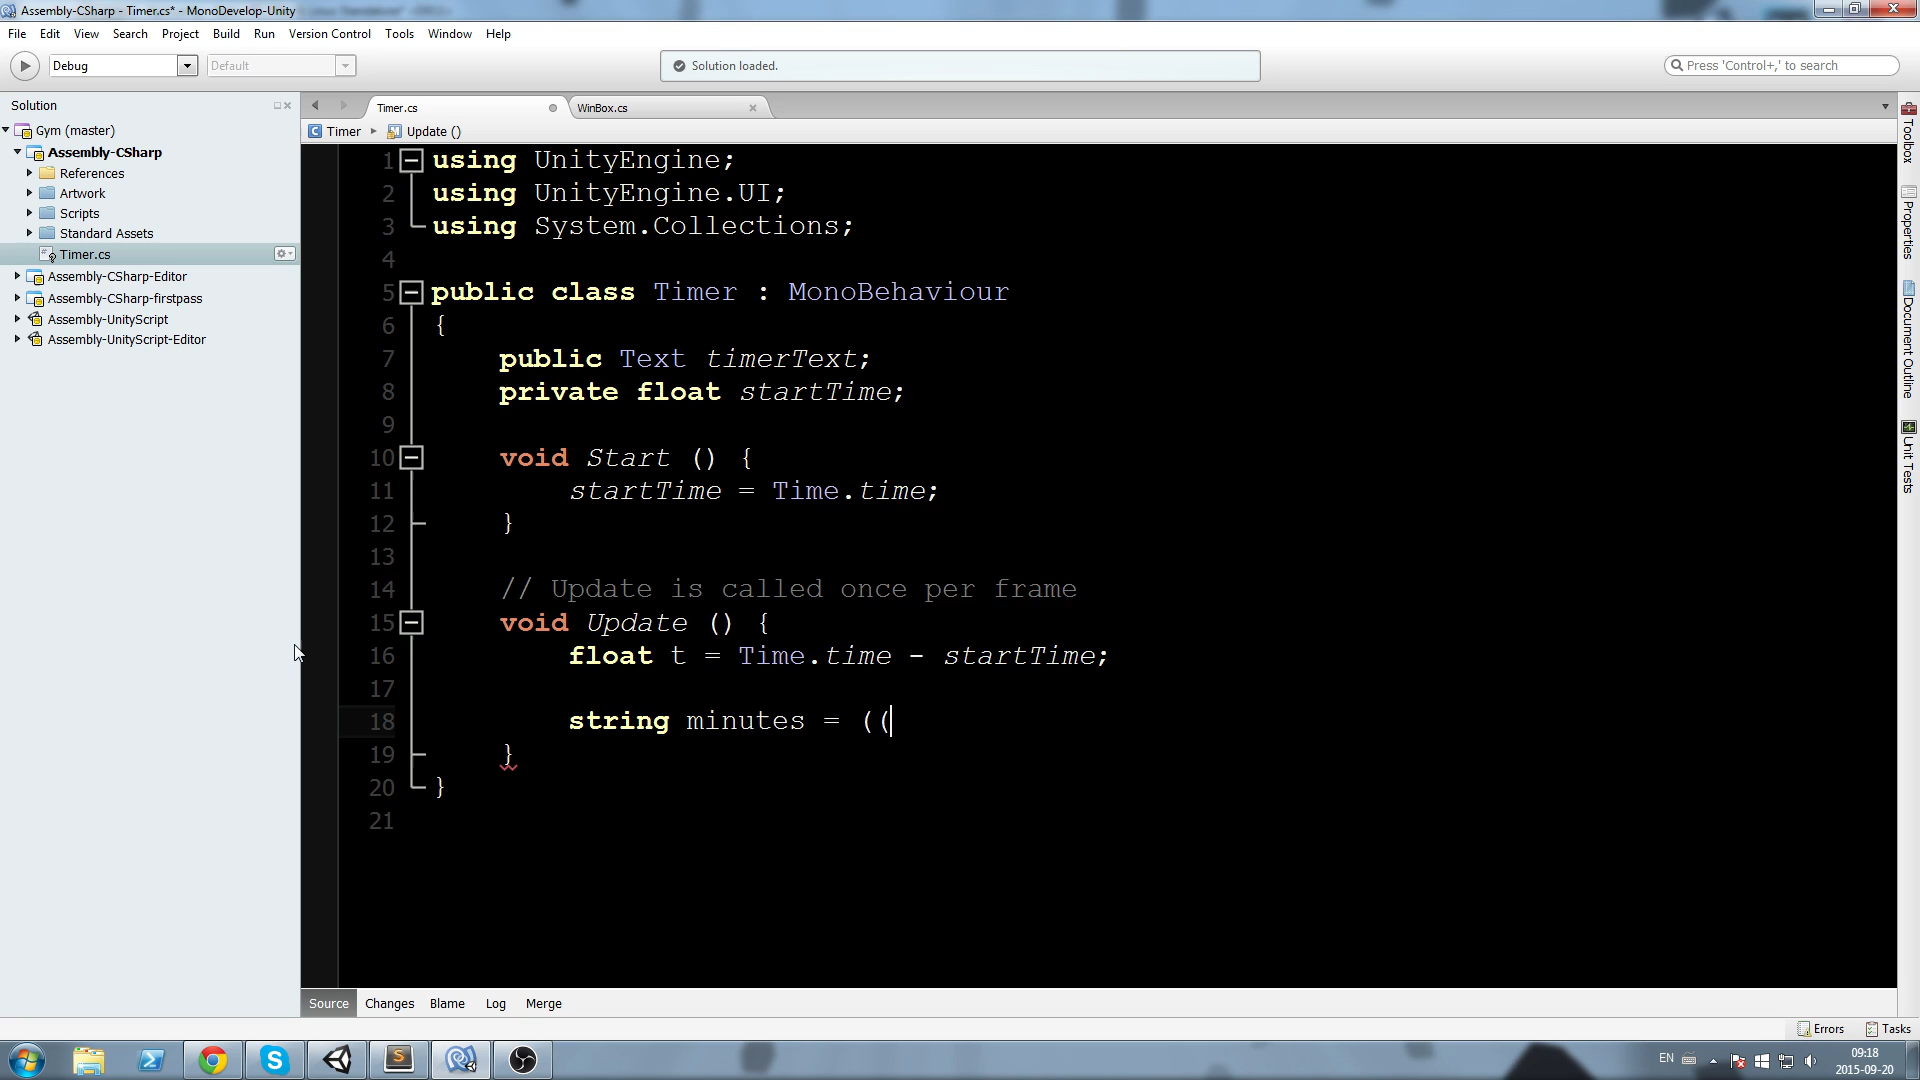 Assembly-CSharp - Timer.cs* - MonoDevelop-Unity
File Edit View Search Project Build Run Version Control Tools Window Help
Debug
Default
Solution loaded.
Press 'Control+,' to search
Solution
Gym (master)
Assembly-CSharp
References
Artwork
Scripts
Standard Assets
Timer.cs
Assembly-CSharp-Editor
Assembly-CSharp-firstpass
Assembly-UnityScript
Assembly-UnityScript-Editor
Timer.cs
WinBox.cs
Timer
Update ()
1 using UnityEngine;
2 using UnityEngine.UI;
3 using System.Collections;
4
5 public class Timer : MonoBehaviour
6 {
7 public Text timerText;
8 private float startTime;
9
10 void Start () {
11 startTime = Time.time;
12 }
13
14 // Update is called once per frame
15 void Update () {
16 float t = Time.time - startTime;
17
18 string minutes = ((
19 }
20 }
21
Toolbox
Properties
Document Outline
Unit Tests
Source Changes Blame Log Merge
Errors Tasks
EN
09:18
2015-09-20